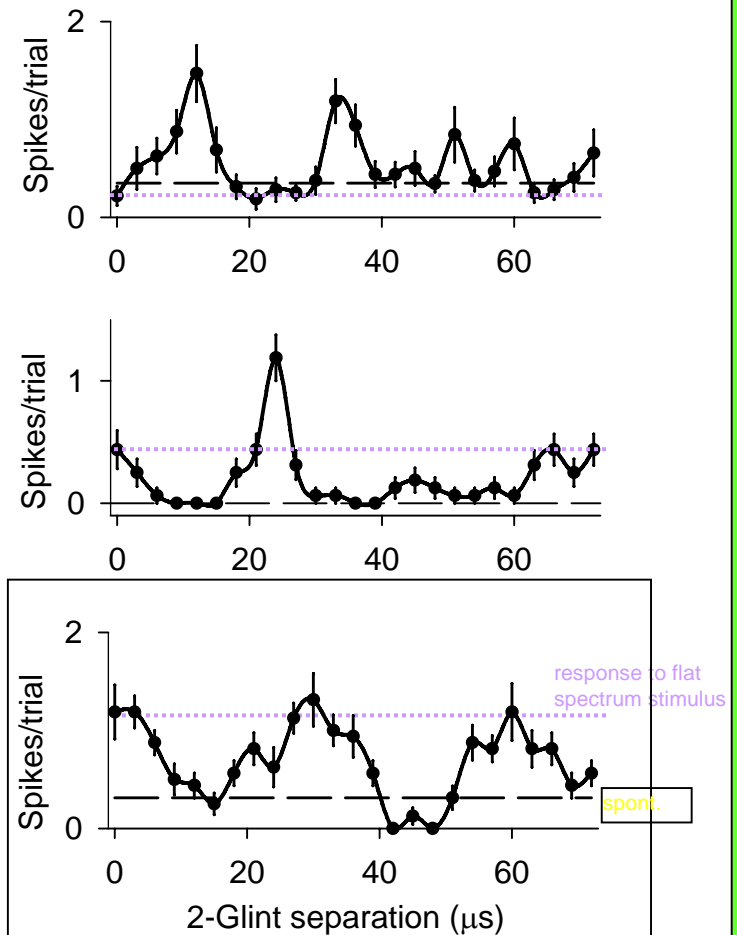 2
Spikes/trial
0
0 20 40 60
1
Spikes/trial
0
0 20 40 60
2
response to flat
spectrum stimulus
Spikes/trial
spont.
0
0 20 40 60
2-Glint separation (μs)